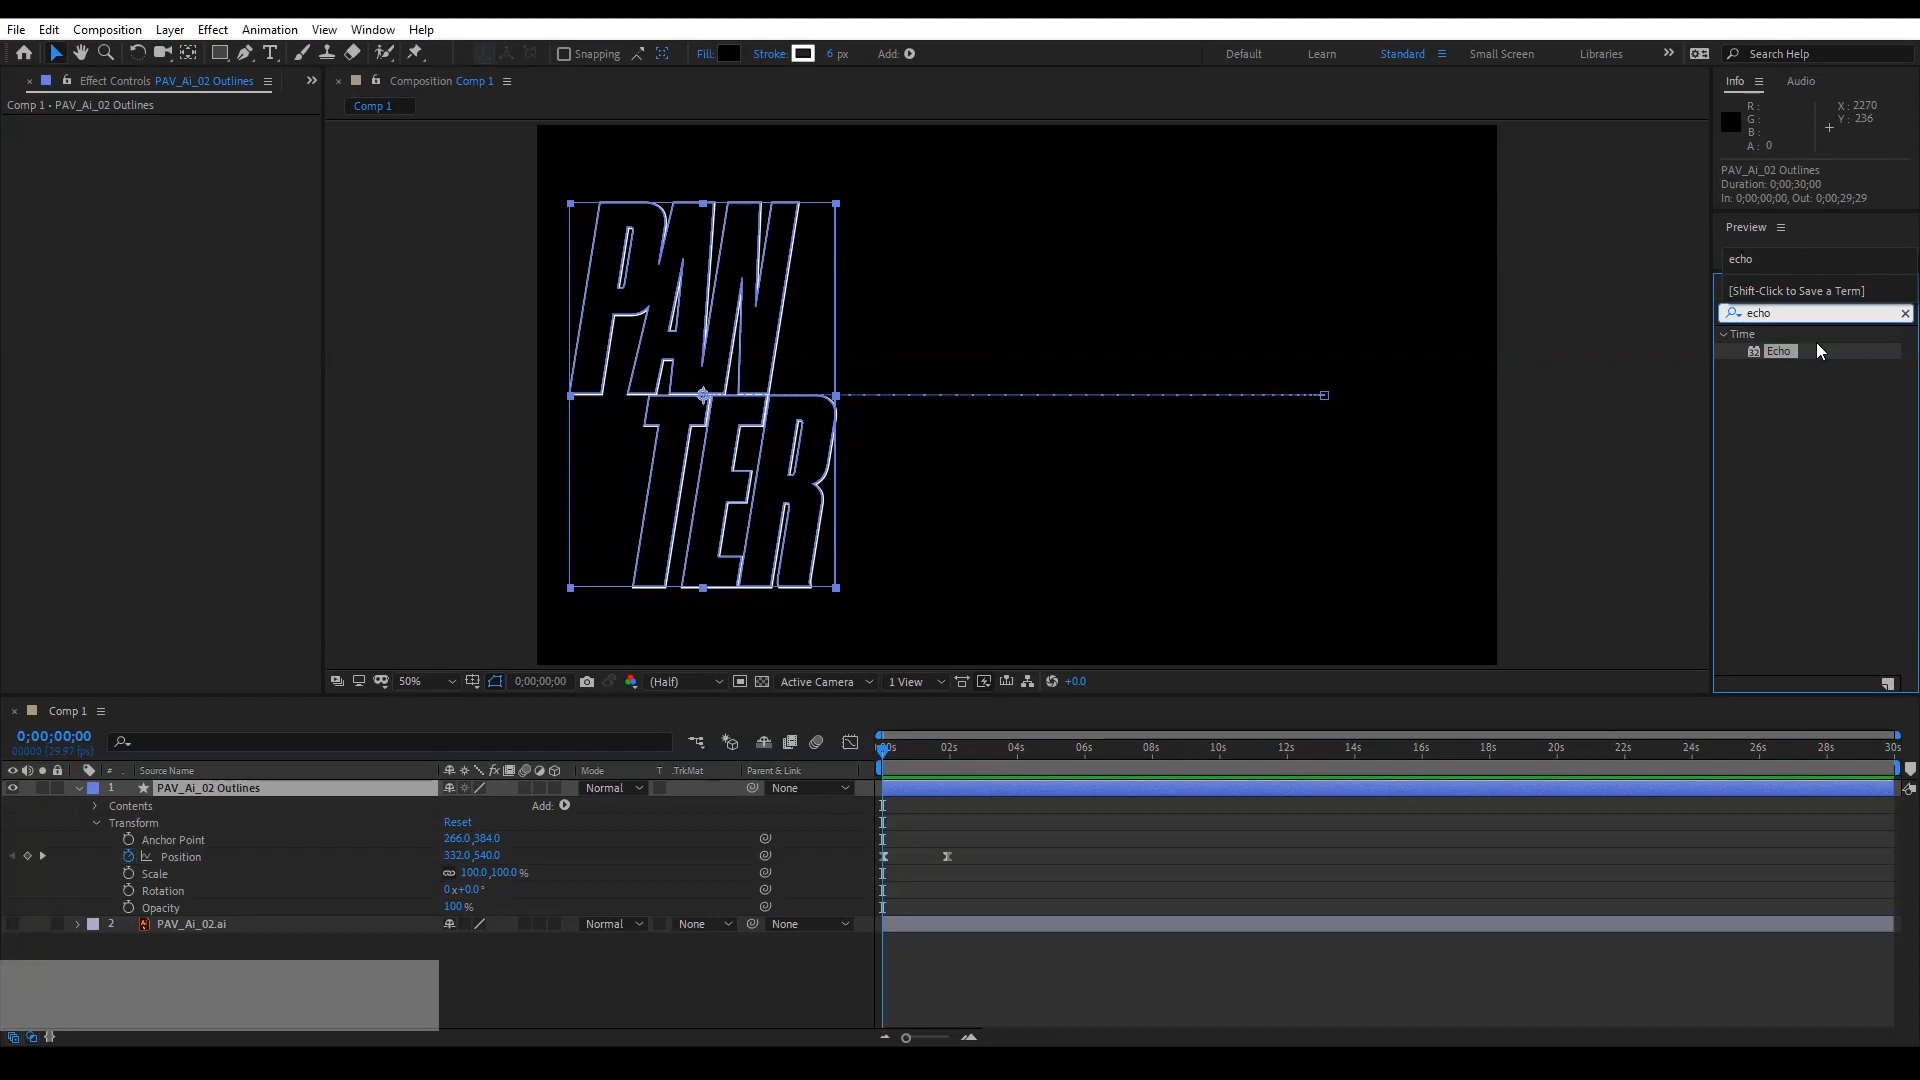 File Edit Composition Layer Effect Animation View Window Help
Snapping Fill: Stroke: 6 px Add: Default Learn Standard Small Screen Libraries Search Help
Effect Controls PAV_Ai_02 Outlines
Composition Comp 1
Info Audio
Comp 1 • PAV_Ai_02 Outlines
Comp 1
R : X : 2270
G : Y : 236
B :
A : 0
PAV_Ai_02 Outlines
Duration: 0;00;30;00
In: 0;00;00;00, Out: 0;00;29;29
Preview
echo
[Shift-Click to Save a Term]
echo
Time
32 Echo
PAN
TER
50% 0;00;00;00 (Half) Active Camera 1 View +0.0
Comp 1
0;00;00;00
00000 (29.97 fps)
02s 04s 06s 08s 10s 12s 14s 16s 18s 20s 22s 24s 26s 28s 30s
# Source Name fx Mode T .TrkMat Parent & Link
1 PAV_Ai_02 Outlines Normal None
Contents Add:
Transform Reset
Anchor Point 266.0,384.0
Position 332.0,540.0
Scale 100.0,100.0 %
Rotation 0 x+0.0 °
Opacity 100 %
2 Ai PAV_Ai_02.ai Normal None None